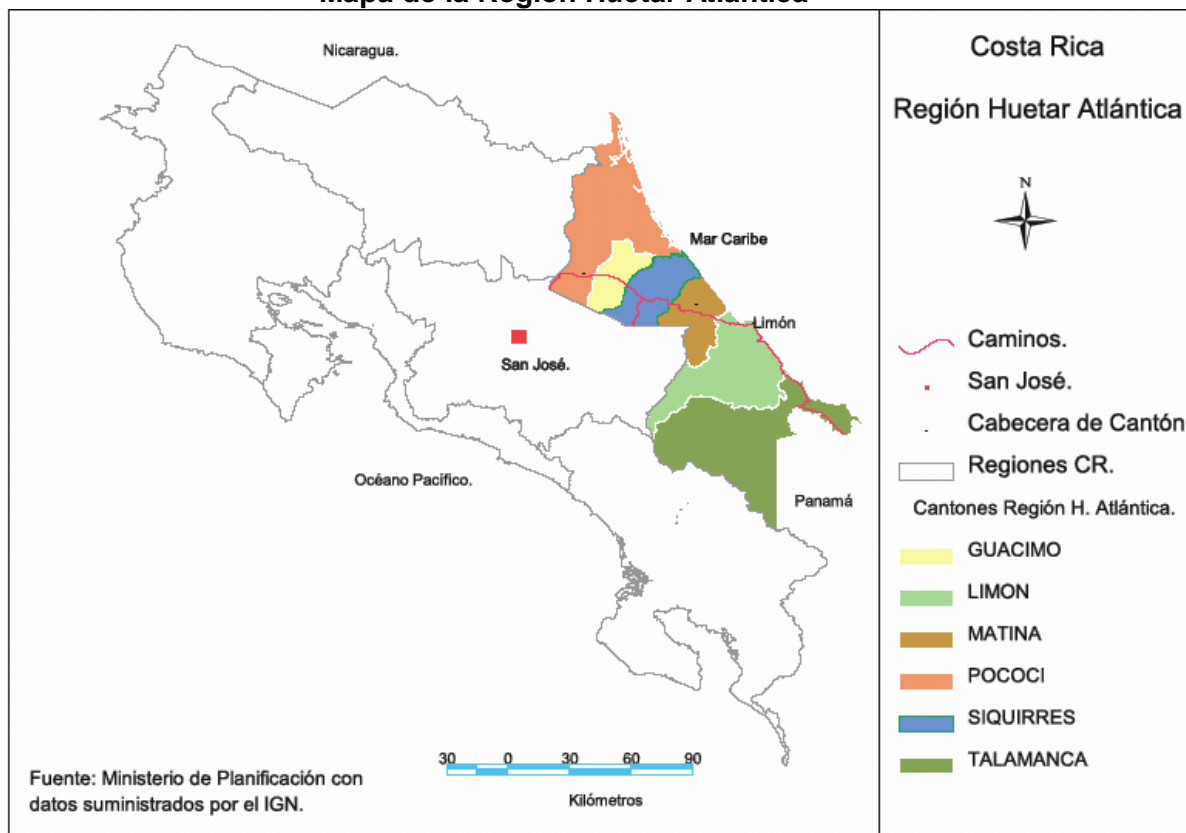 Mapa de la Región Huetar Atlántica
Nicaragua.
Mar Caribe
Limón
San José.
Océano Pacífico.
Panamá
30 0 30 60 90
Kilómetros
Fuente: Ministerio de Planificación con
datos suministrados por el IGN.
Costa Rica
Región Huetar Atlántica
N
Caminos.
San José.
Cabecera de Cantón
Regiones CR.
Cantones Región H. Atlántica.
GUACIMO
LIMON
MATINA
POCOCI
SIQUIRRES
TALAMANCA